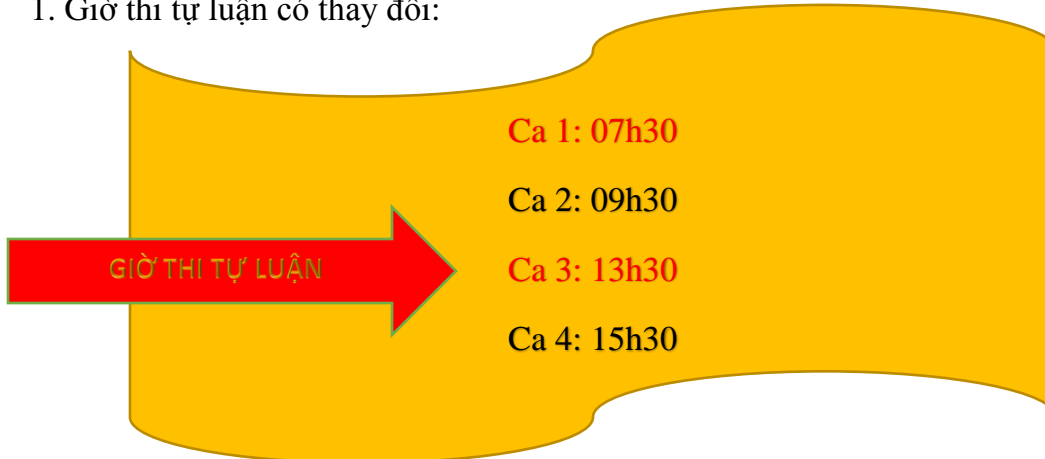 1. Giờ thi tự luận có thay đổi:
Ca 1: 07h30
Ca 2: 09h30
GIỜ THI TỰ LUẬN
Ca 3: 13h30
Ca 4: 15h30